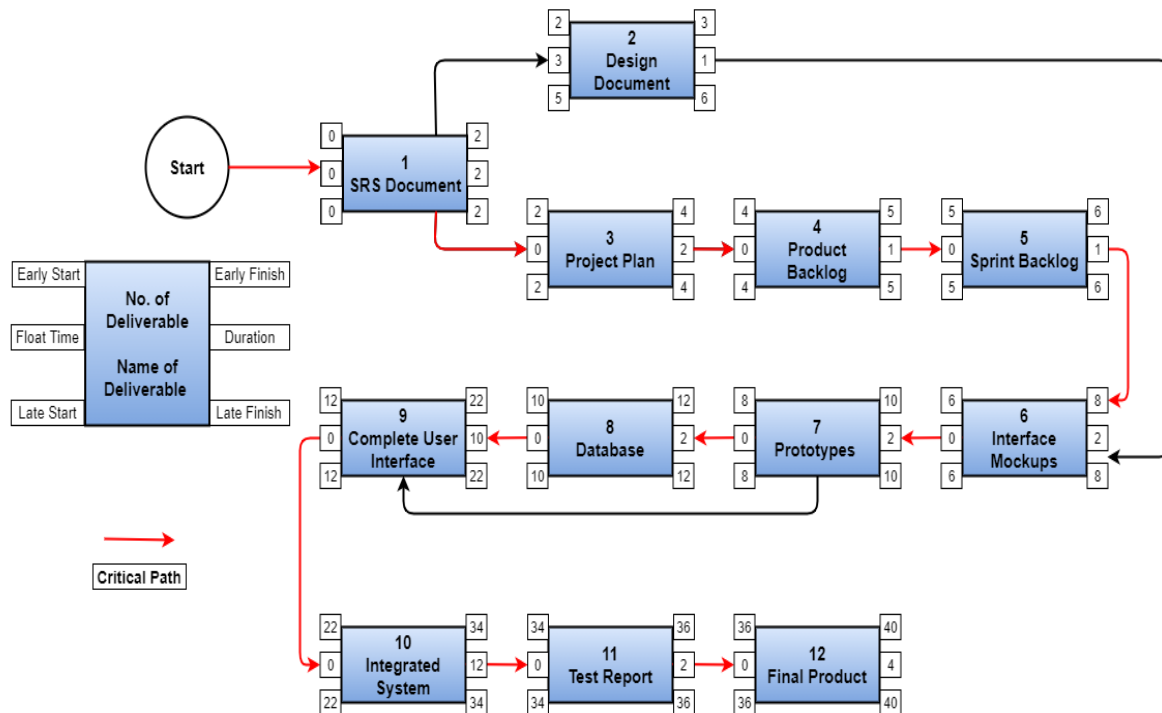 2
3
2
Design
Document
3
1
5
6
Start
0
2
1
SRS Document
0
2
0
2
2
4
3
Project Plan
0
2
2
4
4
5
4
Product
Backlog
0
1
4
5
5
6
5
Sprint Backlog
0
1
5
6
Early Start
Early Finish
No. of
Deliverable
Float Time
Duration
Name of
Deliverable
Late Start
Late Finish
12
22
9
Complete User
Interface
0
10
12
22
10
12
8
Database
0
2
10
12
8
10
7
Prototypes
0
2
8
10
6
8
6
Interface
Mockups
0
2
6
8
Critical Path
22
34
10
Integrated
System
0
12
22
34
34
36
11
Test Report
0
2
34
36
36
40
12
Final Product
0
4
36
40